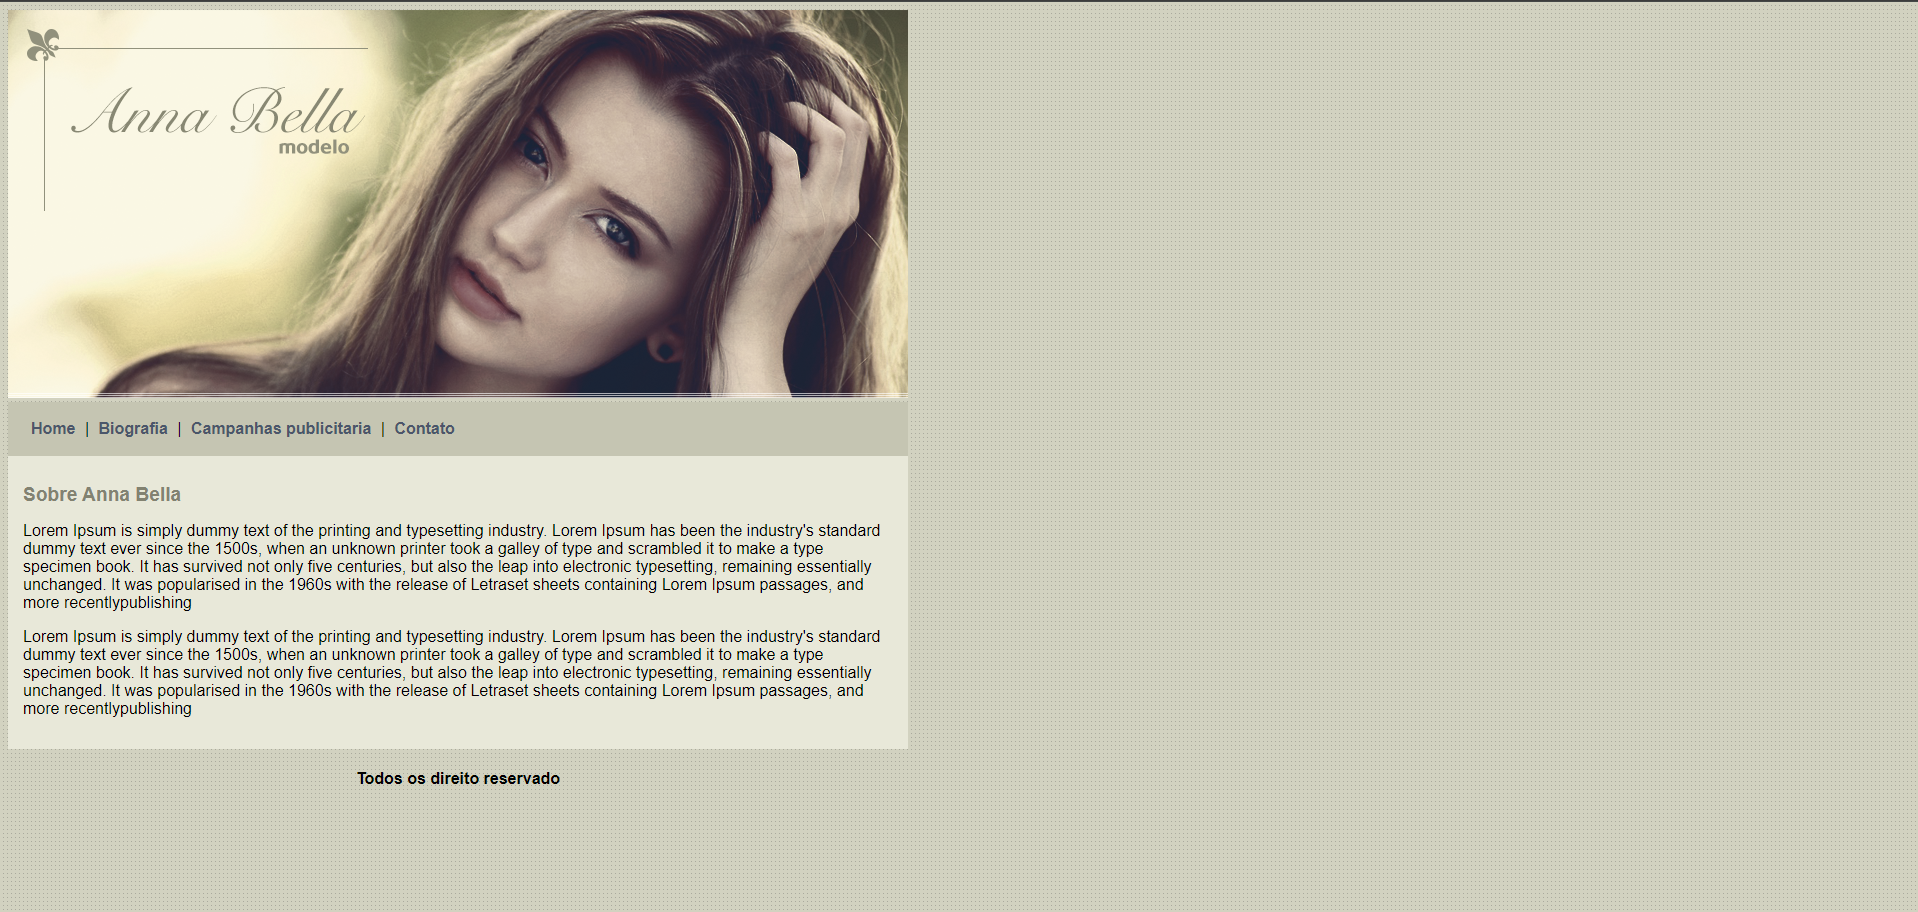 Anna Bella
modelo
Home | Biografia | Campanhas publicitaria | Contato
Sobre Anna Bella
Lorem Ipsum is simply dummy text of the printing and typesetting industry. Lorem Ipsum has been the industry's standard
dummy text ever since the 1500s, when an unknown printer took a galley of type and scrambled it to make a type
specimen book. It has survived not only five centuries, but also the leap into electronic typesetting, remaining essentially
unchanged. It was popularised in the 1960s with the release of Letraset sheets containing Lorem Ipsum passages, and
more recentlypublishing
Lorem Ipsum is simply dummy text of the printing and typesetting industry. Lorem Ipsum has been the industry's standard
dummy text ever since the 1500s, when an unknown printer took a galley of type and scrambled it to make a type
specimen book. It has survived not only five centuries, but also the leap into electronic typesetting, remaining essentially
unchanged. It was popularised in the 1960s with the release of Letraset sheets containing Lorem Ipsum passages, and
more recentlypublishing
Todos os direito reservado